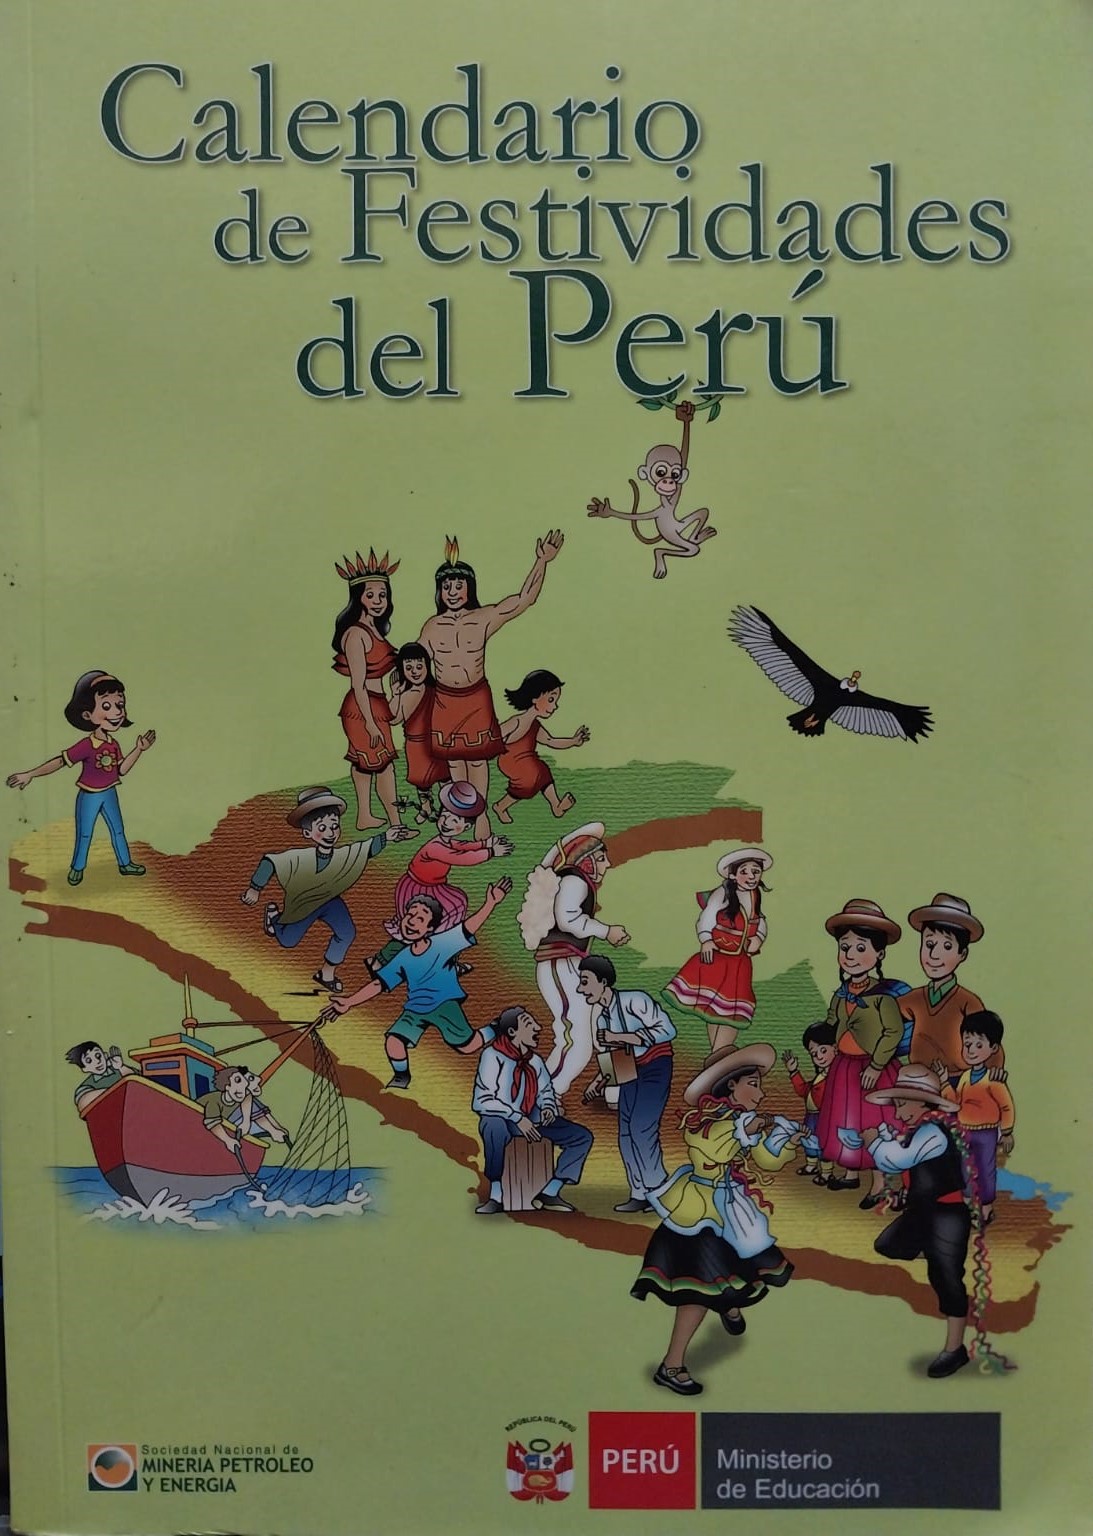 Calendario
de Festividades
del Perú
Sociedad Nacional de
MINERIA PETROLEO
Y ENERGIA
REPÚBLICA DEL PERÚ
PERÚ
Ministerio
de Educación